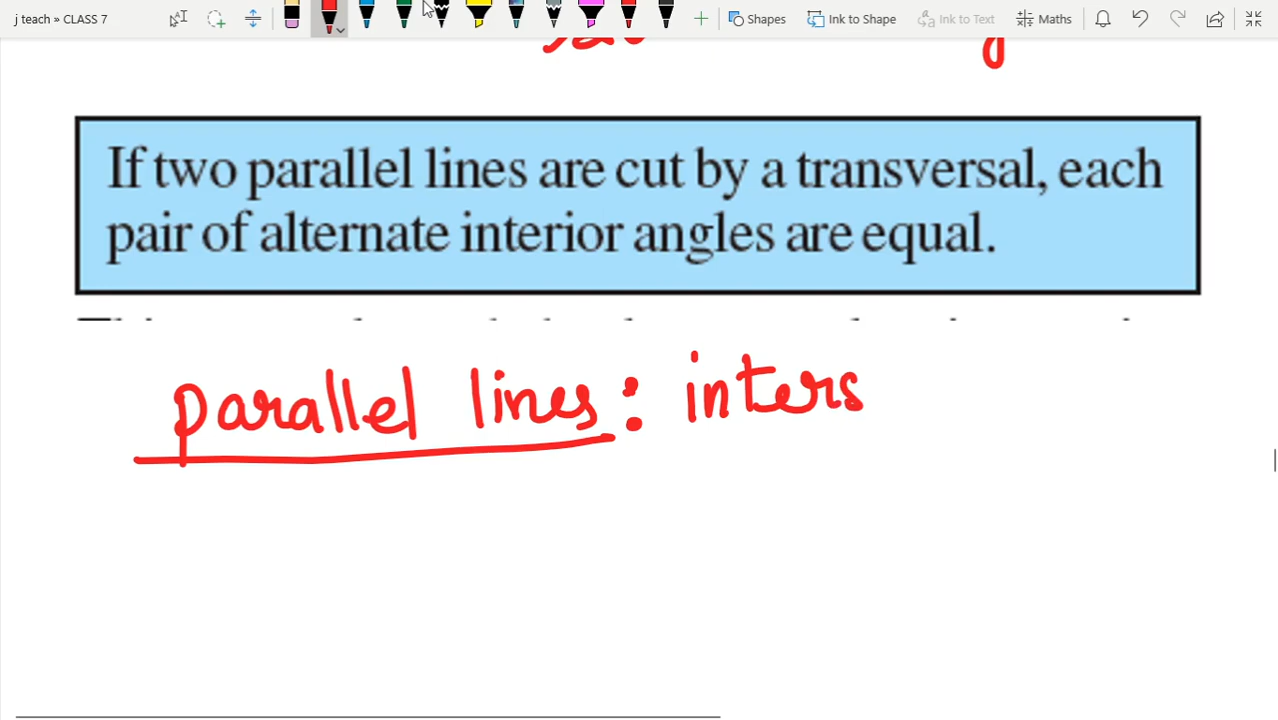 j teach » CLASS 7
Shapes Ink to Shape Ink to Text Maths
If two parallel lines are cut by a transversal, each
pair of alternate interior angles are equal.
parallel lines: inters